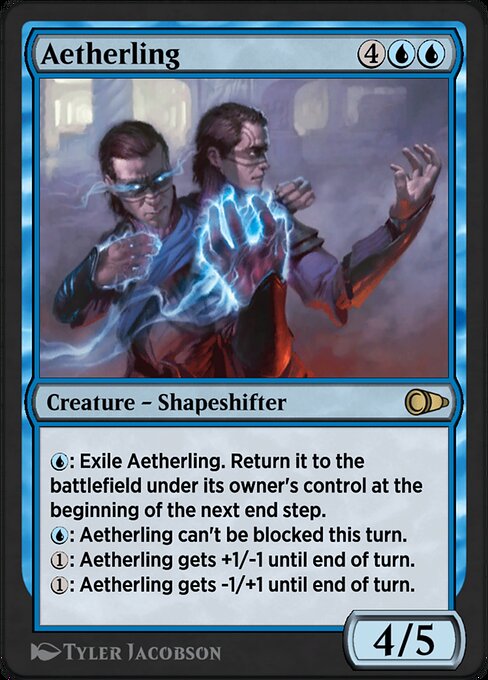 Aetherling 4
Creature – Shapeshifter
: Exile Aetherling. Return it to the
battlefield under its owner's control at the
beginning of the next end step.
: Aetherling can't be blocked this turn.
1: Aetherling gets +1/-1 until end of turn.
1: Aetherling gets -1/+1 until end of turn.
4/5
Tyler Jacobson